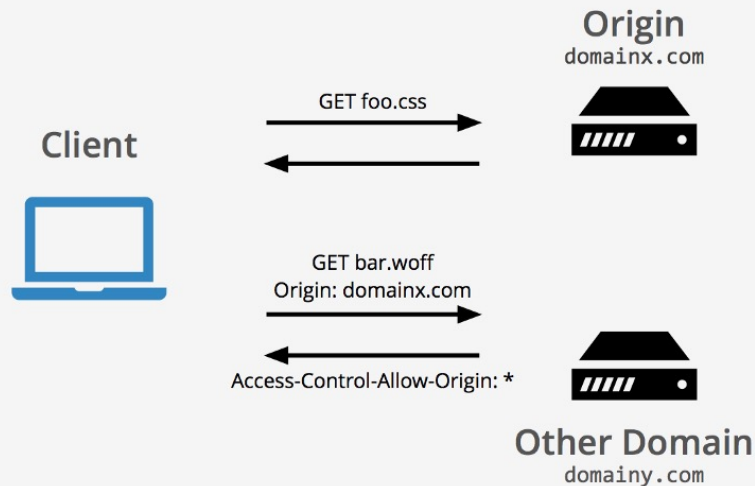 Origin
domainx.com
GET foo.css
Client
GET bar.woff
Origin: domainx.com
Access-Control-Allow-Origin: *
Other Domain
domainy.com